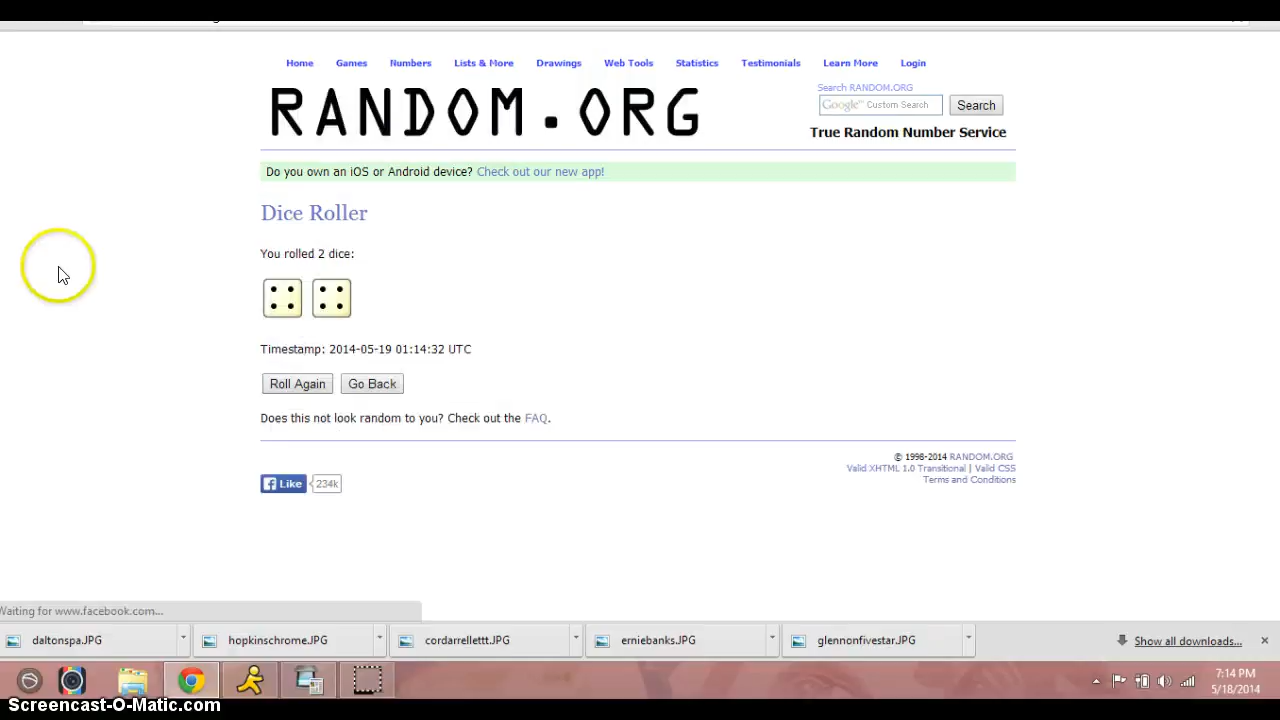 Home Games Numbers Lists & More Drawings Web Tools Statistics Testimonials Learn More Login
Search RANDOM.ORG
RANDOM.ORG
Google™ Custom Search Search
True Random Number Service
Do you own an iOS or Android device? Check out our new app!
Dice Roller
You rolled 2 dice:
Timestamp: 2014-05-19 01:14:32 UTC
Roll Again Go Back
Does this not look random to you? Check out the FAQ.
© 1998-2014 RANDOM.ORG
Valid XHTML 1.0 Transitional | Valid CSS
Terms and Conditions
Like 234k
Waiting for www.facebook.com...
daltonspa.JPG hopkinschrome.JPG cordarrellettt.JPG erniebanks.JPG glennonfivestar.JPG Show all downloads...
7:14 PM
5/18/2014
Screencast-O-Matic.com